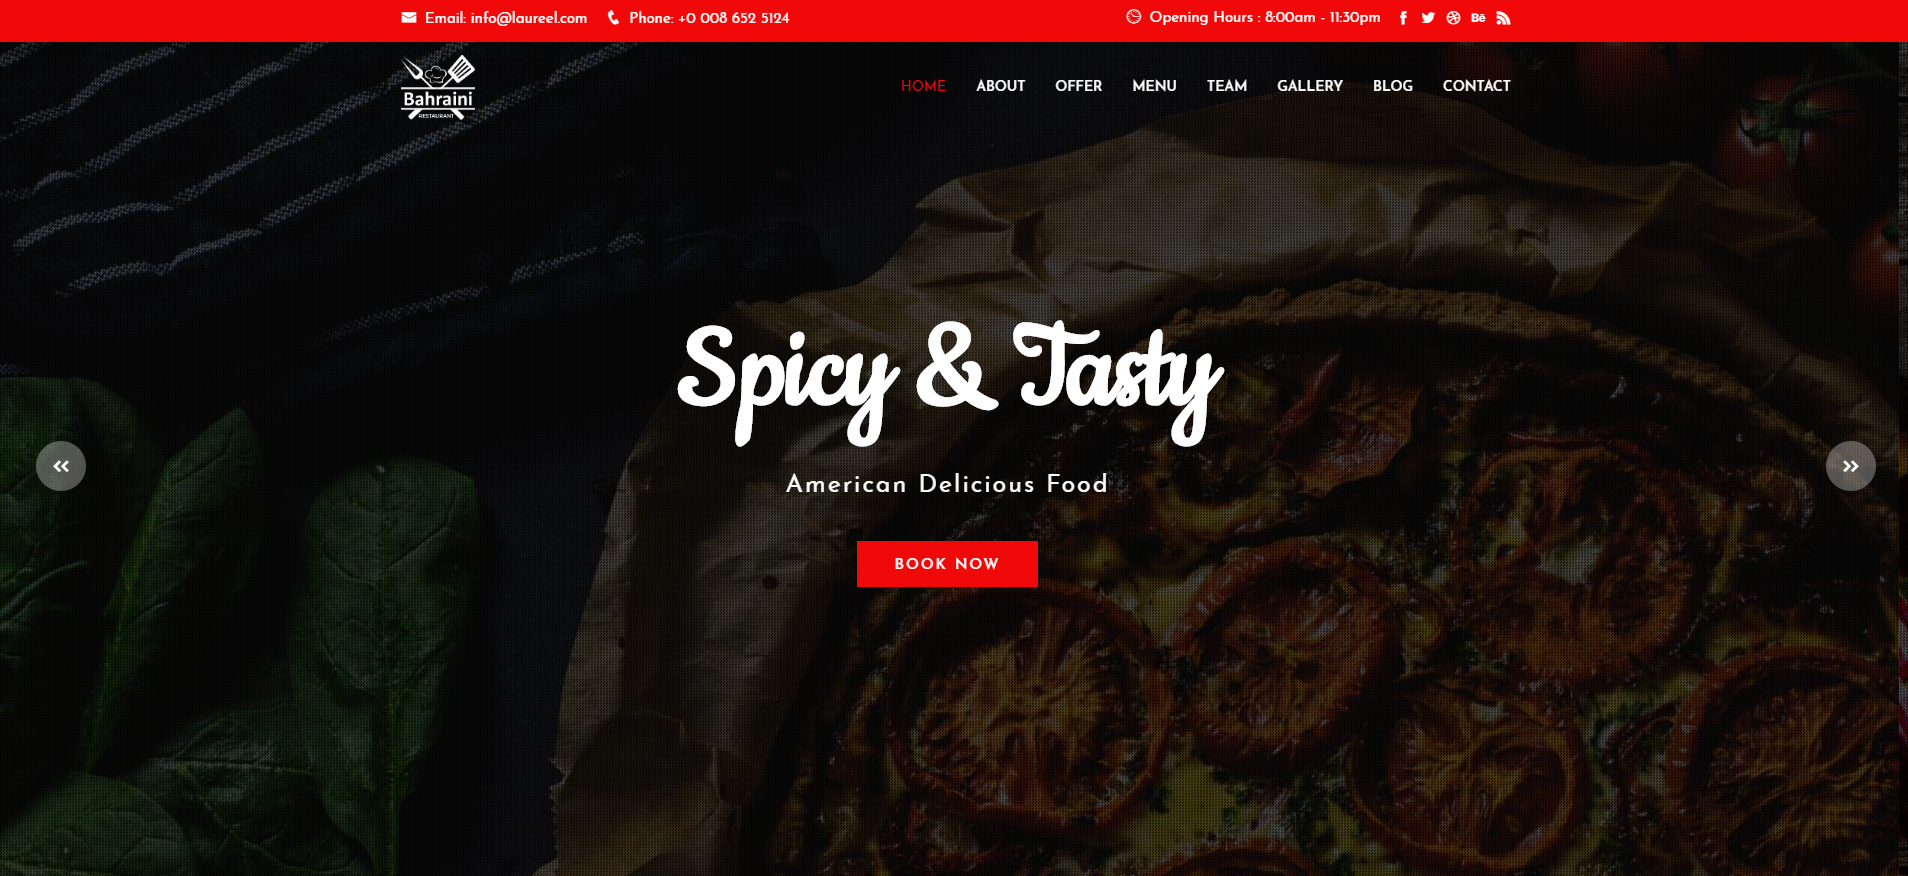 Email: info@laureel.com Phone: +0 008 652 5124 Opening Hours : 8:00am - 11:30pm
Bahraini
RESTAURANT
HOME ABOUT OFFER MENU TEAM GALLERY BLOG CONTACT
Spicy & Tasty
American Delicious Food
BOOK NOW